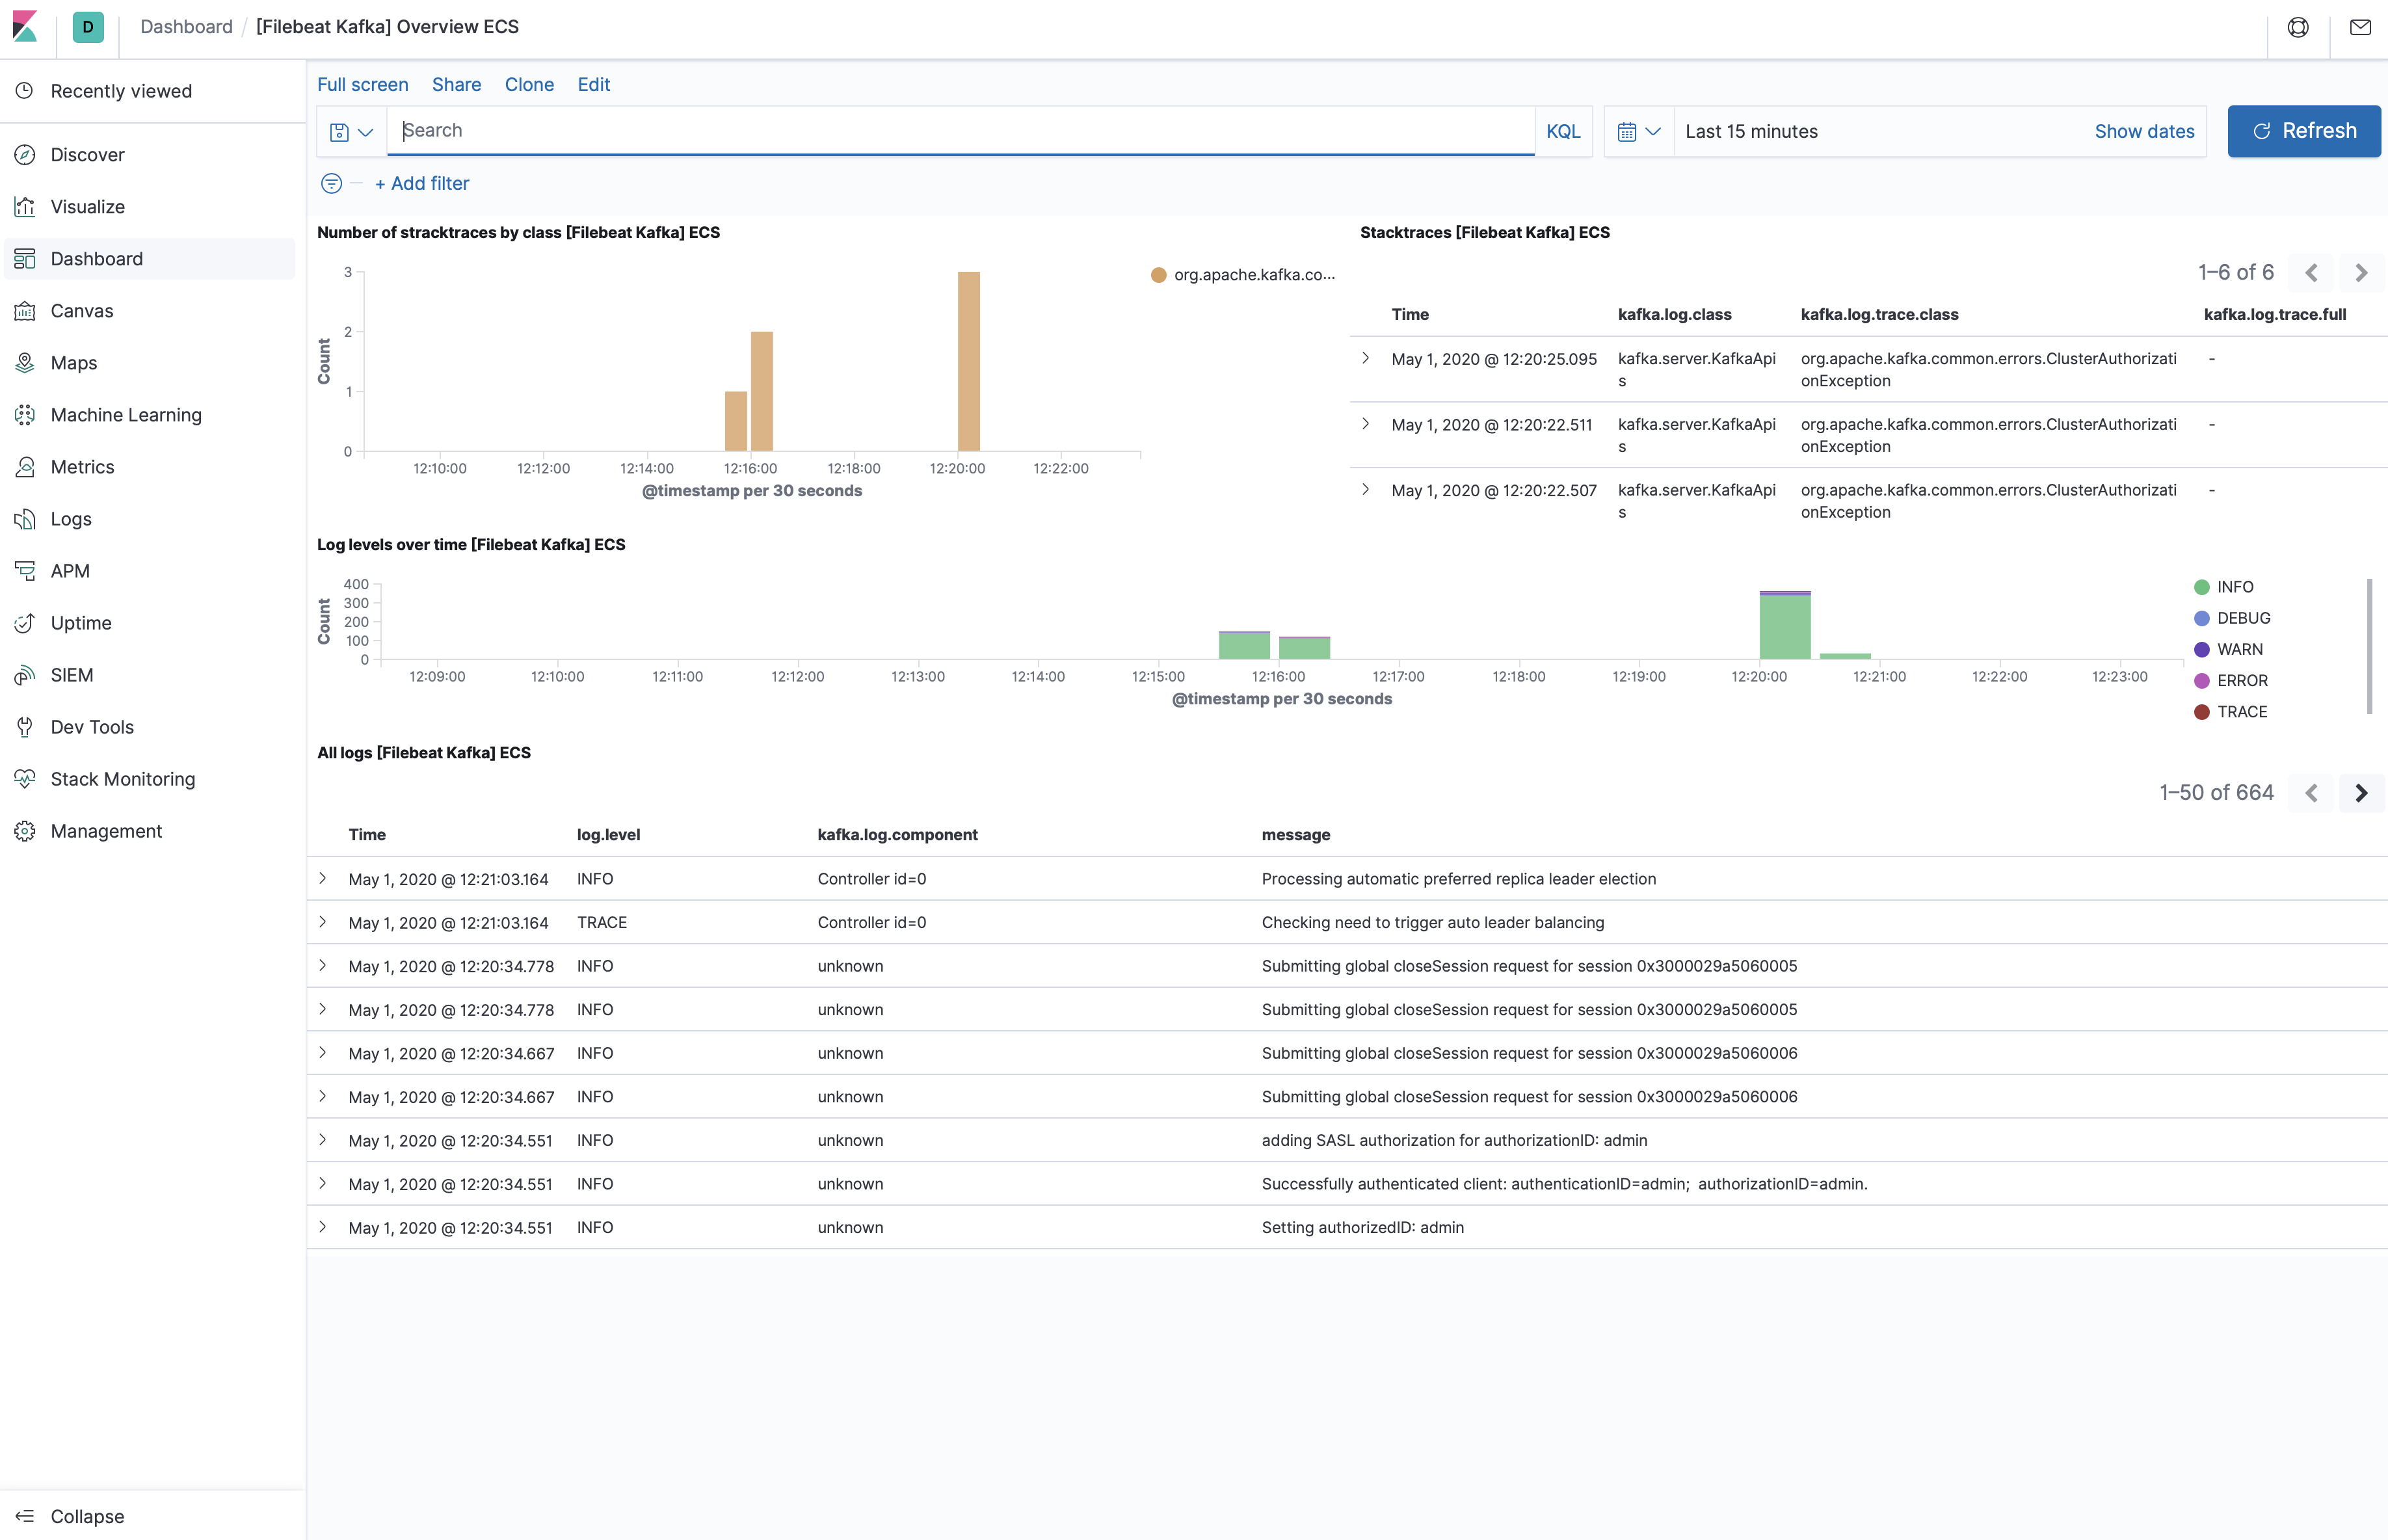 D
Dashboard / [Filebeat Kafka] Overview ECS
Recently viewed
Discover
Visualize
Dashboard
Canvas
Maps
Machine Learning
Metrics
Logs
APM
Uptime
SIEM
Dev Tools
Stack Monitoring
Management
Collapse
Full screen Share Clone Edit
Search
KQL
Last 15 minutes
Show dates
Refresh
+ Add filter
Number of stracktraces by class [Filebeat Kafka] ECS
3
2
1
0
Count
12:10:00 12:12:00 12:14:00 12:16:00 12:18:00 12:20:00 12:22:00
@timestamp per 30 seconds
org.apache.kafka.co...
Stacktraces [Filebeat Kafka] ECS
1–6 of 6
Time kafka.log.class kafka.log.trace.class kafka.log.trace.full
May 1, 2020 @ 12:20:25.095 kafka.server.KafkaApi org.apache.kafka.common.errors.ClusterAuthorizati -
s onException
May 1, 2020 @ 12:20:22.511 kafka.server.KafkaApi org.apache.kafka.common.errors.ClusterAuthorizati -
s onException
May 1, 2020 @ 12:20:22.507 kafka.server.KafkaApi org.apache.kafka.common.errors.ClusterAuthorizati -
s onException
Log levels over time [Filebeat Kafka] ECS
400
300
200
100
0
Count
12:09:00 12:10:00 12:11:00 12:12:00 12:13:00 12:14:00 12:15:00 12:16:00 12:17:00 12:18:00 12:19:00 12:20:00 12:21:00 12:22:00 12:23:00
@timestamp per 30 seconds
INFO
DEBUG
WARN
ERROR
TRACE
All logs [Filebeat Kafka] ECS
1–50 of 664
Time log.level kafka.log.component message
May 1, 2020 @ 12:21:03.164 INFO Controller id=0 Processing automatic preferred replica leader election
May 1, 2020 @ 12:21:03.164 TRACE Controller id=0 Checking need to trigger auto leader balancing
May 1, 2020 @ 12:20:34.778 INFO unknown Submitting global closeSession request for session 0x3000029a5060005
May 1, 2020 @ 12:20:34.778 INFO unknown Submitting global closeSession request for session 0x3000029a5060005
May 1, 2020 @ 12:20:34.667 INFO unknown Submitting global closeSession request for session 0x3000029a5060006
May 1, 2020 @ 12:20:34.667 INFO unknown Submitting global closeSession request for session 0x3000029a5060006
May 1, 2020 @ 12:20:34.551 INFO unknown adding SASL authorization for authorizationID: admin
May 1, 2020 @ 12:20:34.551 INFO unknown Successfully authenticated client: authenticationID=admin; authorizationID=admin.
May 1, 2020 @ 12:20:34.551 INFO unknown Setting authorizedID: admin